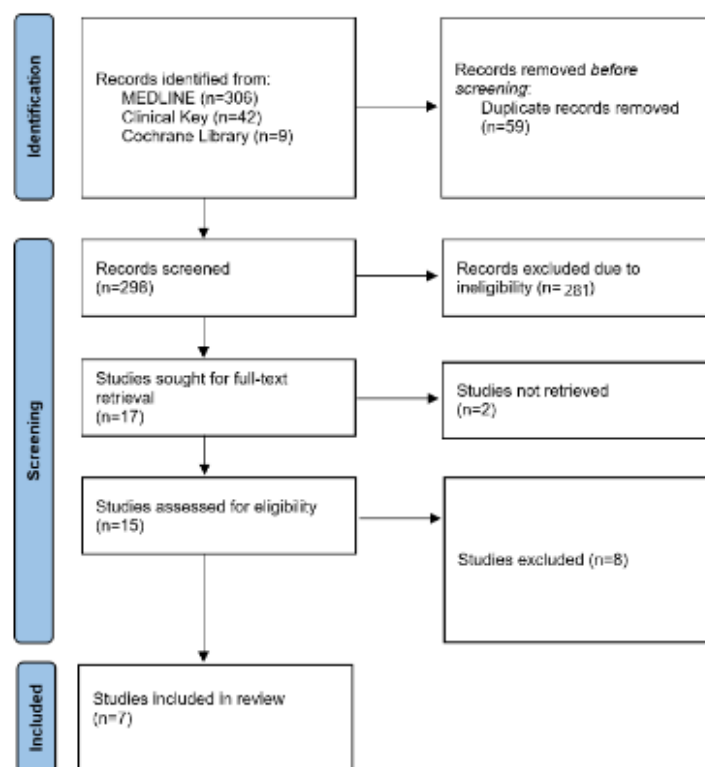 Identification
Records identified from:
MEDLINE (n=306)
Clinical Key (n=42)
Cochrane Library (n=9)
Records removed before
screening:
Duplicate records removed
(n=59)
Screening
Records screened
(n=298)
Records excluded due to
ineligibility (n= 281)
Studies sought for full-text
retrieval
(n=17)
Studies not retrieved
(n=2)
Studies assessed for eligibility
(n=15)
Studies excluded (n=8)
Included
Studies included in review
(n=7)